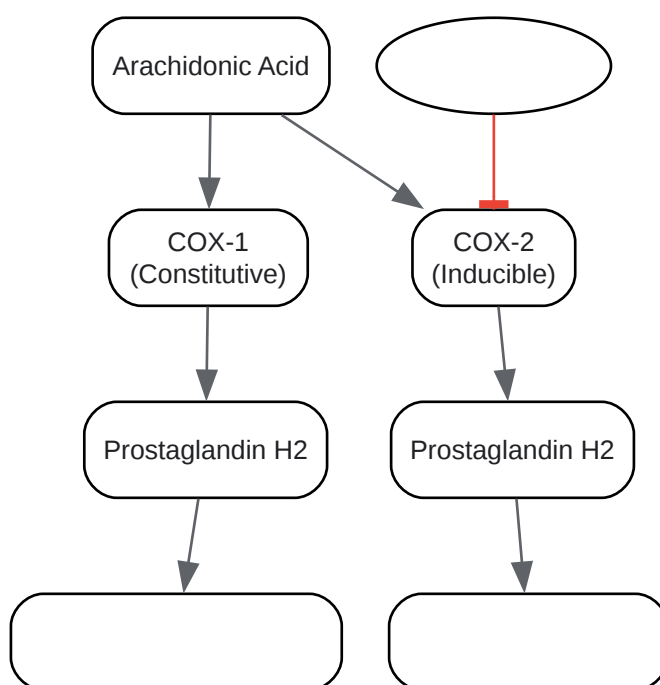 Arachidonic Acid
COX-1
(Constitutive)
COX-2
(Inducible)
Prostaglandin H2
Prostaglandin H2